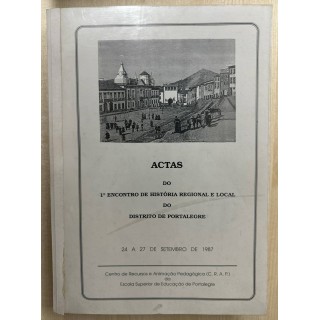 ACTAS
DO
1º ENCONTRO DE HISTÓRIA REGIONAL E LOCAL
DO
DISTRITO DE PORTALEGRE
24 A 27 DE SETEMBRO DE 1987
Centro de Recursos e Animação Pedagógica (C. R. A. P.)
da
Escola Superior de Educação de Portalegre